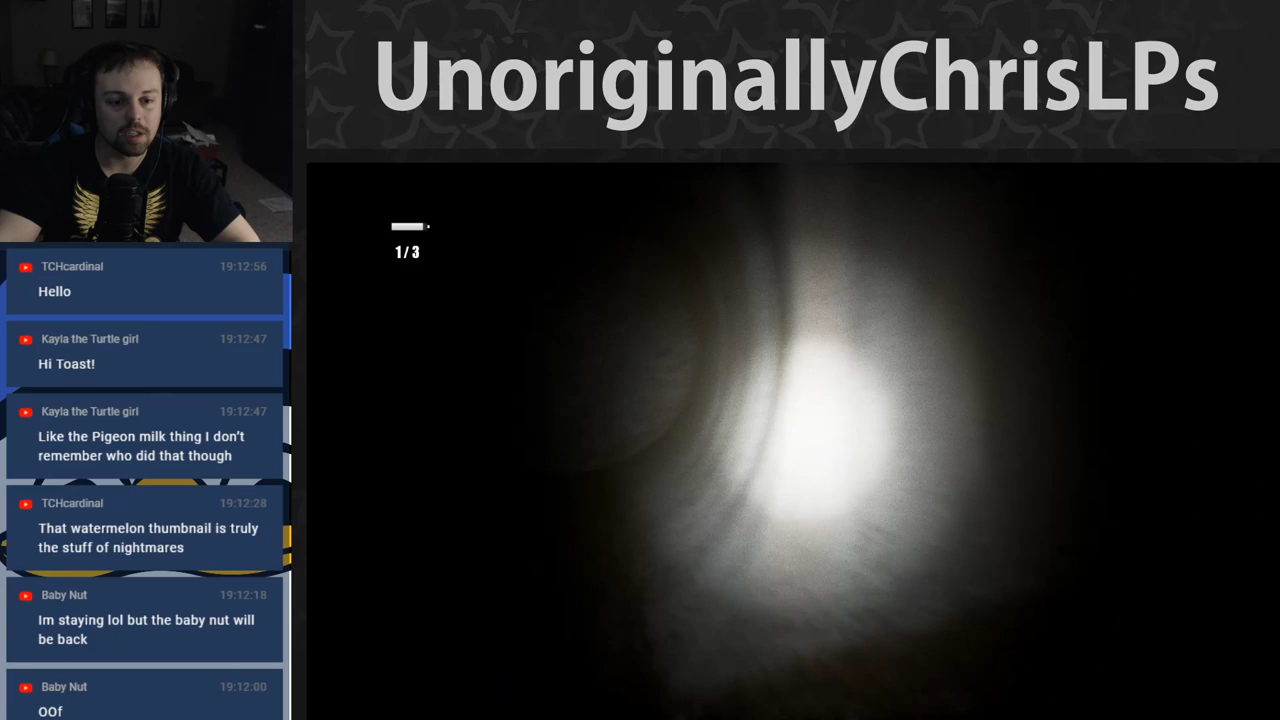 UnoriginallyChrisLPs
1/3
TCHcardinal 19:12:56
Hello
Kayla the Turtle girl 19:12:47
Hi Toast!
Kayla the Turtle girl 19:12:47
Like the Pigeon milk thing I don't
remember who did that though
TCHcardinal 19:12:28
That watermelon thumbnail is truly
the stuff of nightmares
Baby Nut 19:12:18
Im staying lol but the baby nut will
be back
Baby Nut 19:12:00
OOf